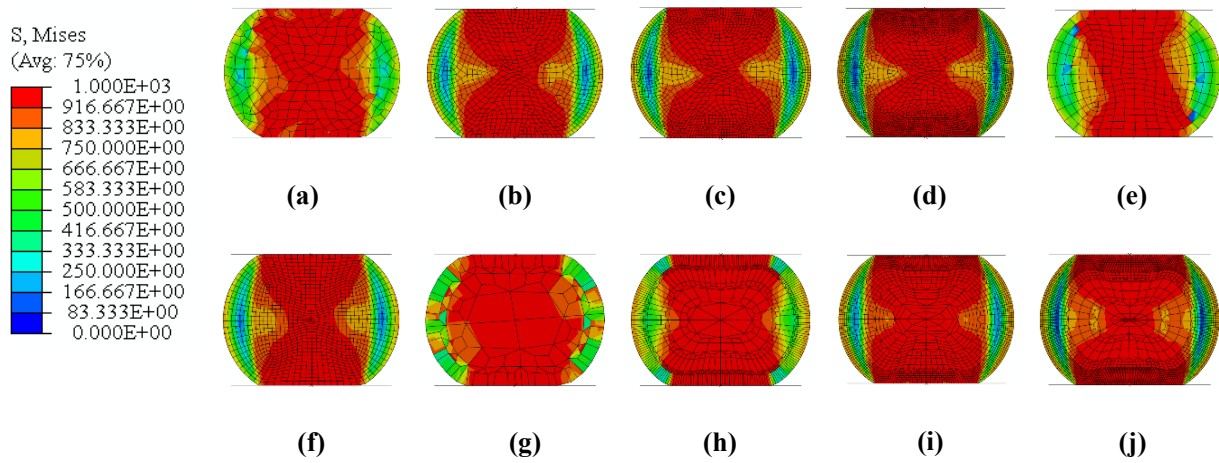 S, Mises
(Avg: 75%)
1.000E+03
916.667E+00
833.333E+00
750.000E+00
666.667E+00
583.333E+00
500.000E+00
416.667E+00
333.333E+00
250.000E+00
166.667E+00
83.333E+00
0.000E+00
(a) (b) (c) (d) (e)
(f) (g) (h) (i) (j)